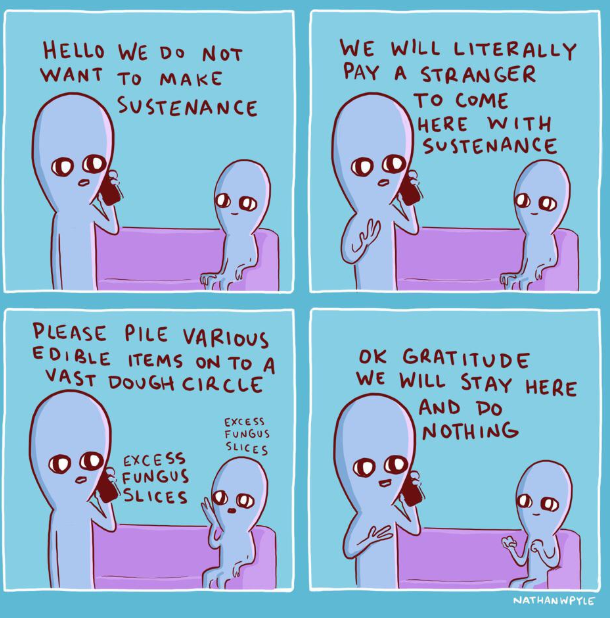 HELLO WE DO NOT
WANT TO MAKE
SUSTENANCE
WE WILL LITERALLY
PAY A STRANGER
TO COME
HERE WITH
SUSTENANCE
PLEASE PILE VARIOUS
EDIBLE ITEMS ON TO A
VAST DOUGH CIRCLE
EXCESS
FUNGUS
SLICES
EXCESS
FUNGUS
SLICES
OK GRATITUDE
WE WILL STAY HERE
AND DO
NOTHING
NATHANWPYLE